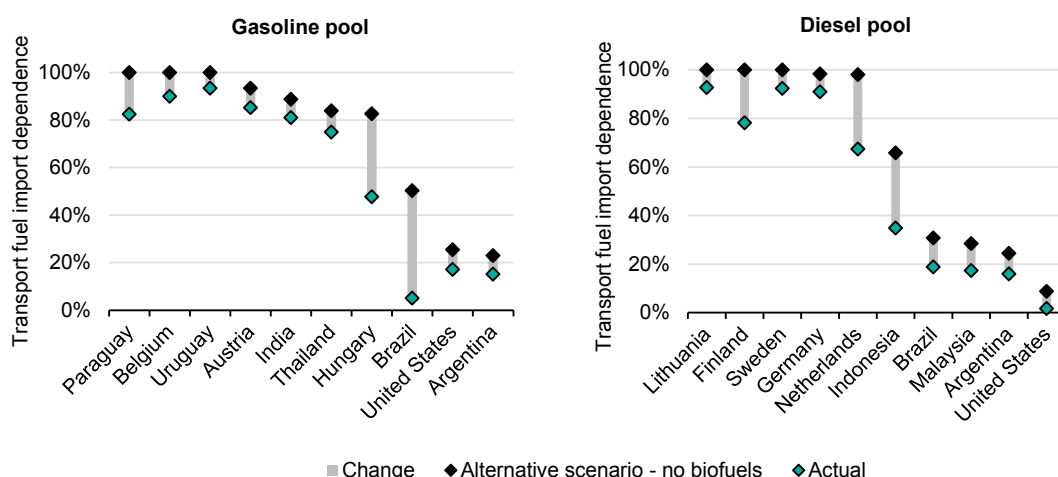 Gasoline pool
Transport fuel import dependence
100%
80%
60%
40%
20%
0%
Paraguay
Belgium
Uruguay
Austria
India
Thailand
Hungary
Brazil
United States
Argentina
Diesel pool
Transport fuel import dependence
100%
80%
60%
40%
20%
0%
Lithuania
Finland
Sweden
Germany
Netherlands
Indonesia
Brazil
Malaysia
Argentina
United States
Change
Alternative scenario - no biofuels
Actual